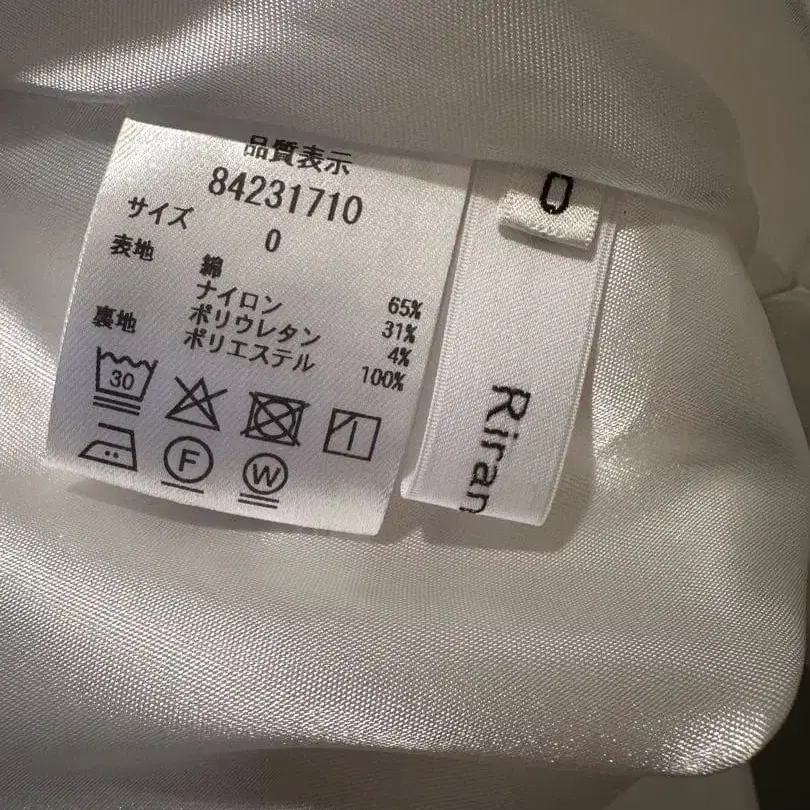 品質表示
84231710
サイズ 0
表地 綿 65%
ナイロン 31%
ポリウレタン 4%
裏地 ポリエステル 100%
30
F
W
0
Riran